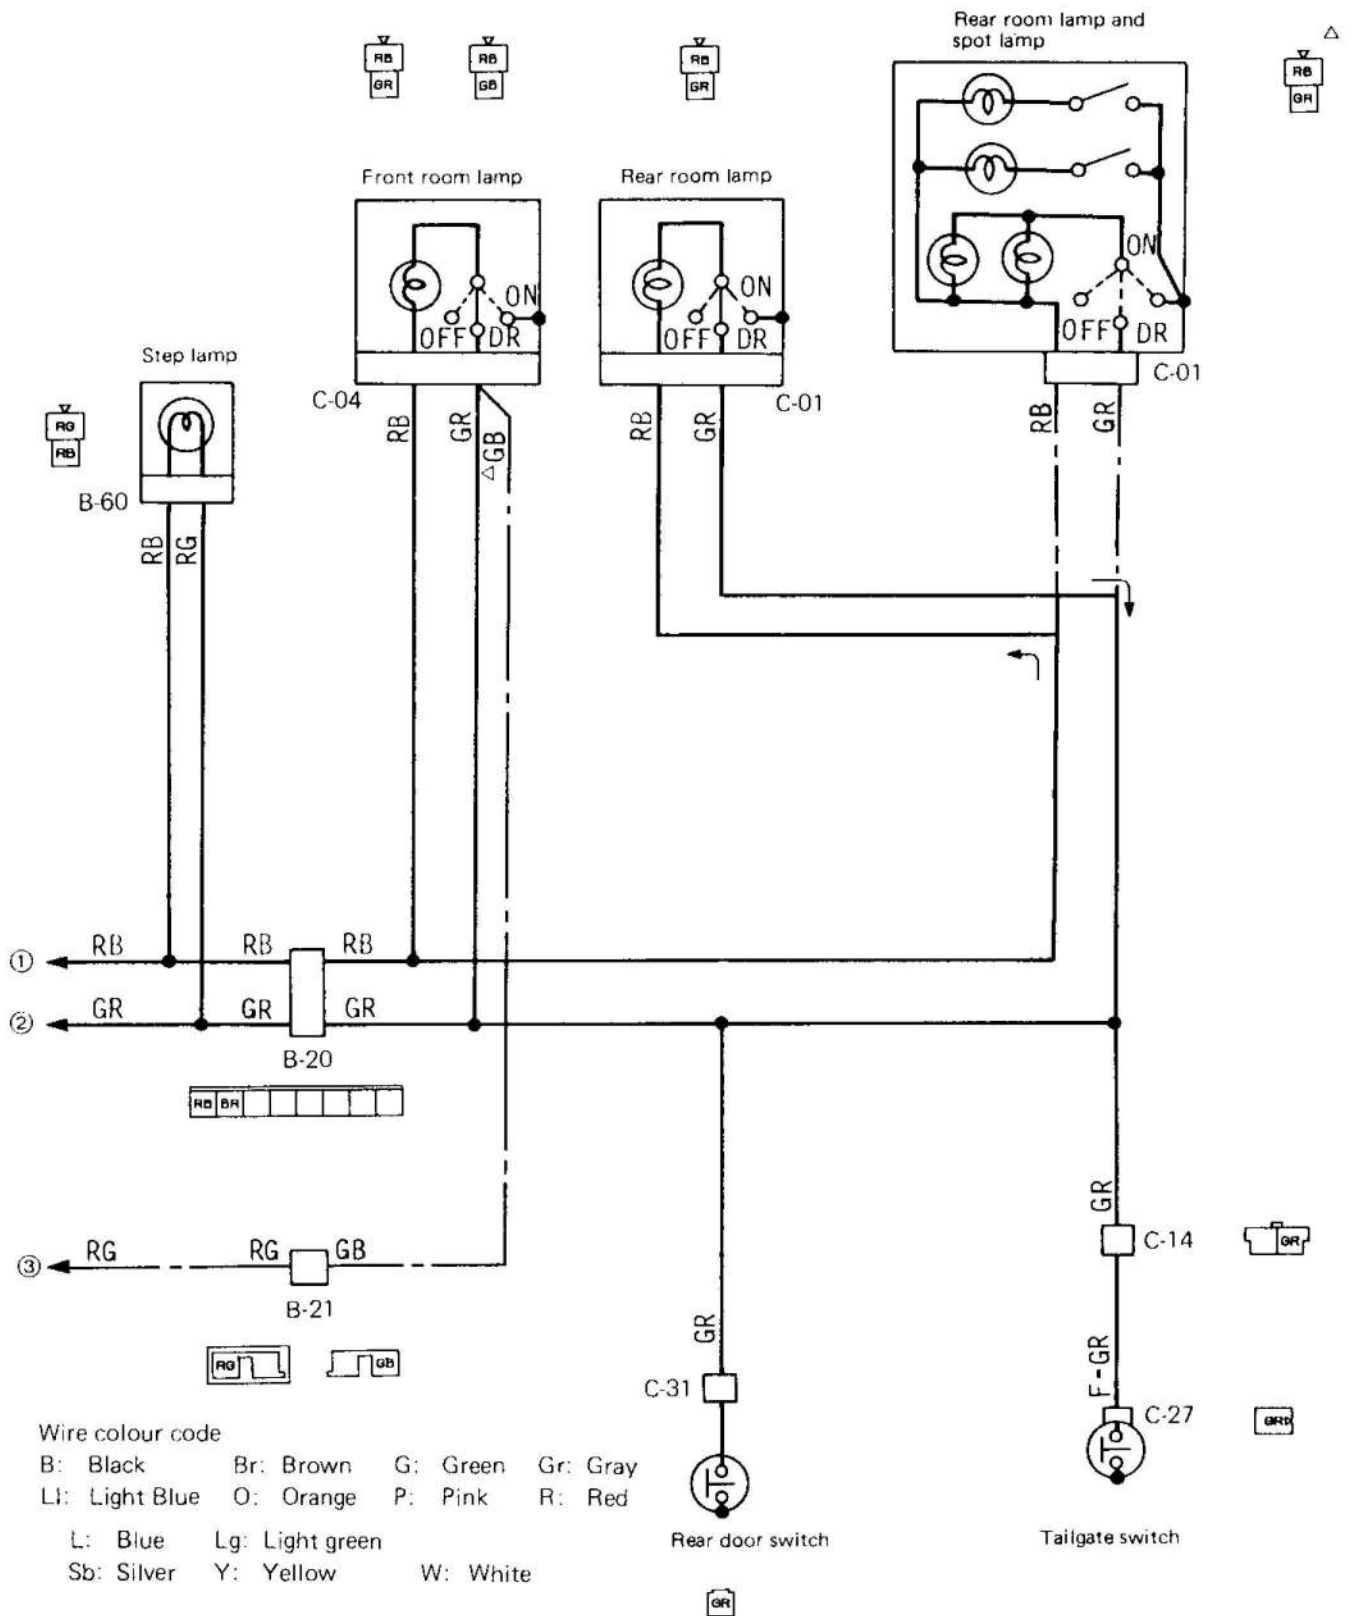 Rear room lamp and
spot lamp
△
RB
GR
RB
GB
RB
GR
RB
GR
Front room lamp
Rear room lamp
ON
OFF DR
ON
OFF DR
ON
OFF DR
Step lamp
C-04
C-01
C-01
RG
RB
B-60
RB
GR
△GB
RB
GR
RB
GR
RB
RG
① RB RB RB
② GR GR GR
B-20
RB BR
GR
C-14
GR
③ RG RG GB
B-21
RG
GB
GR
C-31
F-GR
C-27
GR
Wire colour code
B: Black Br: Brown G: Green Gr: Gray
Ll: Light Blue O: Orange P: Pink R: Red
L: Blue Lg: Light green
Sb: Silver Y: Yellow W: White
Rear door switch
Tailgate switch
GR